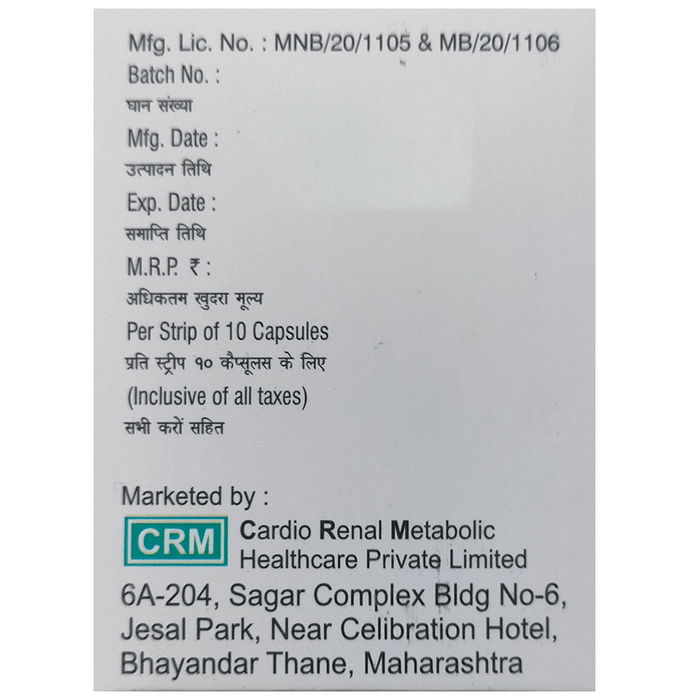 Mfg. Lic. No. : MNB/20/1105 & MB/20/1106
Batch No. :
घान संख्या
Mfg. Date :
उत्पादन तिथि
Exp. Date :
समाप्ति तिथि
M.R.P. ₹ :
अधिकतम खुदरा मूल्य
Per Strip of 10 Capsules
प्रति स्ट्रीप १० कैप्सूलस के लिए
(Inclusive of all taxes)
सभी करों सहित
Marketed by :
CRM
Cardio Renal Metabolic
Healthcare Private Limited
6A-204, Sagar Complex Bldg No-6,
Jesal Park, Near Celibration Hotel,
Bhayandar Thane, Maharashtra